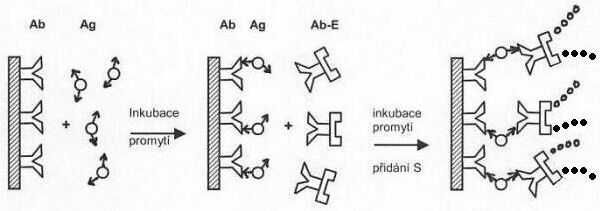 Ab Ag Ab Ag Ab-E
+ Inkubace
promytí
+ inkubace
promytí
přidání S